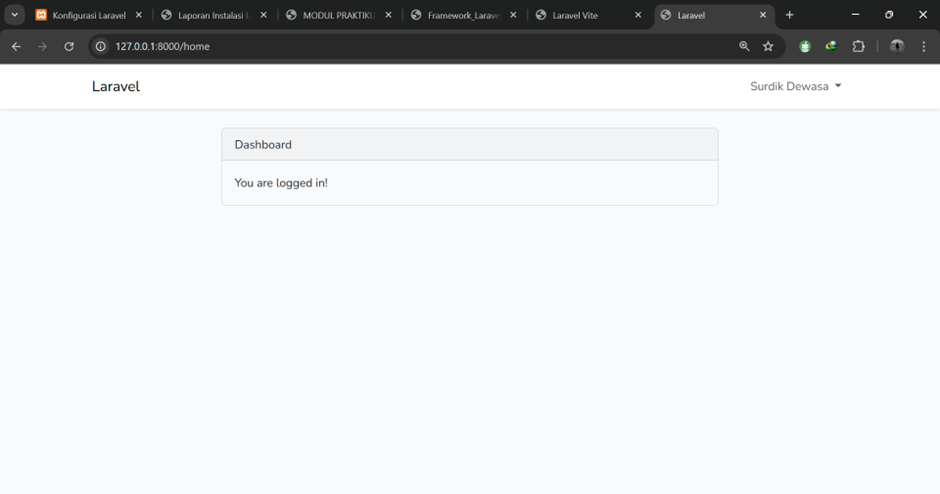 Konfigurasi Laravel
Laporan Instalasi L
MODUL PRAKTIKU
Framework_Larave
Laravel Vite
Laravel
127.0.0.1:8000/home
Laravel
Surdik Dewasa
Dashboard
You are logged in!